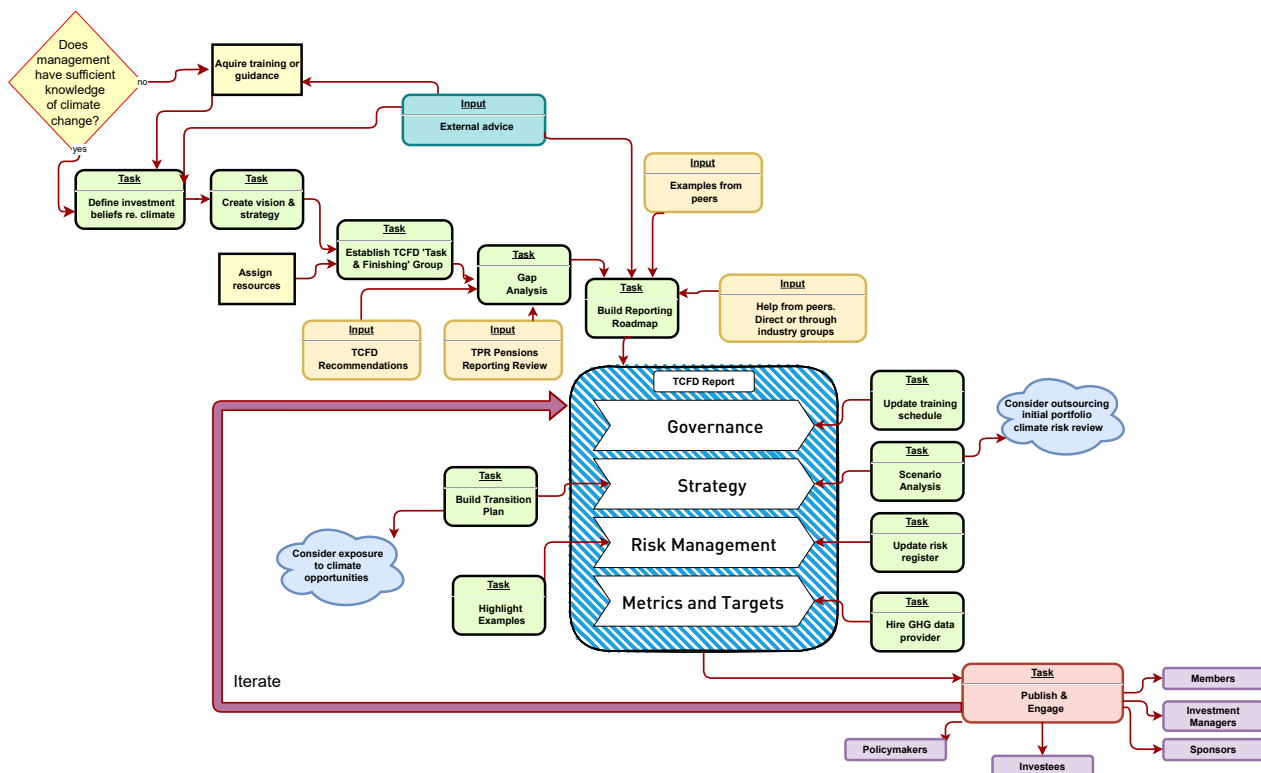 Does
management
have sufficient
knowledge
of climate
change?
no
yes
Aquire training or
guidance
Input
External advice
Task
Define investment
beliefs re. climate
Task
Create vision &
strategy
Input
Examples from
peers
Assign
resources
Task
Establish TCFD 'Task
& Finishing' Group
Task
Gap
Analysis
Task
Build Reporting
Roadmap
Input
Help from peers.
Direct or through
industry groups
Input
TCFD
Recommendations
Input
TPR Pensions
Reporting Review
TCFD Report
Governance
Strategy
Risk Management
Metrics and Targets
Task
Update training
schedule
Consider outsourcing
initial portfolio
climate risk review
Task
Scenario
Analysis
Task
Build Transition
Plan
Task
Update risk
register
Consider exposure
to climate
opportunities
Task
Highlight
Examples
Task
Hire GHG data
provider
Iterate
Task
Publish &
Engage
Members
Investment
Managers
Sponsors
Policymakers
Investees